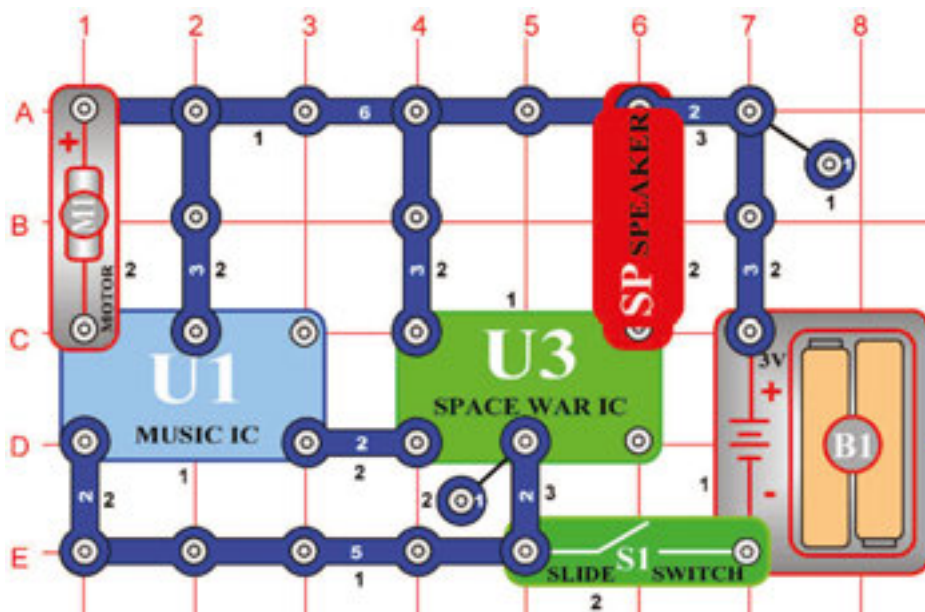 1 2 3 4 5 6 7 8
A 6 2
1 3
+ 1
1
M1 SP SPEAKER
B
2 3 2 3 2 2 3 2
MOTOR
1
C
U1 U3 3V
+
SPACE WAR IC
MUSIC IC
D 2 B1
2
1 1 -
2 2 2 1 2 3
E 5 S1
SLIDE SWITCH
1
2